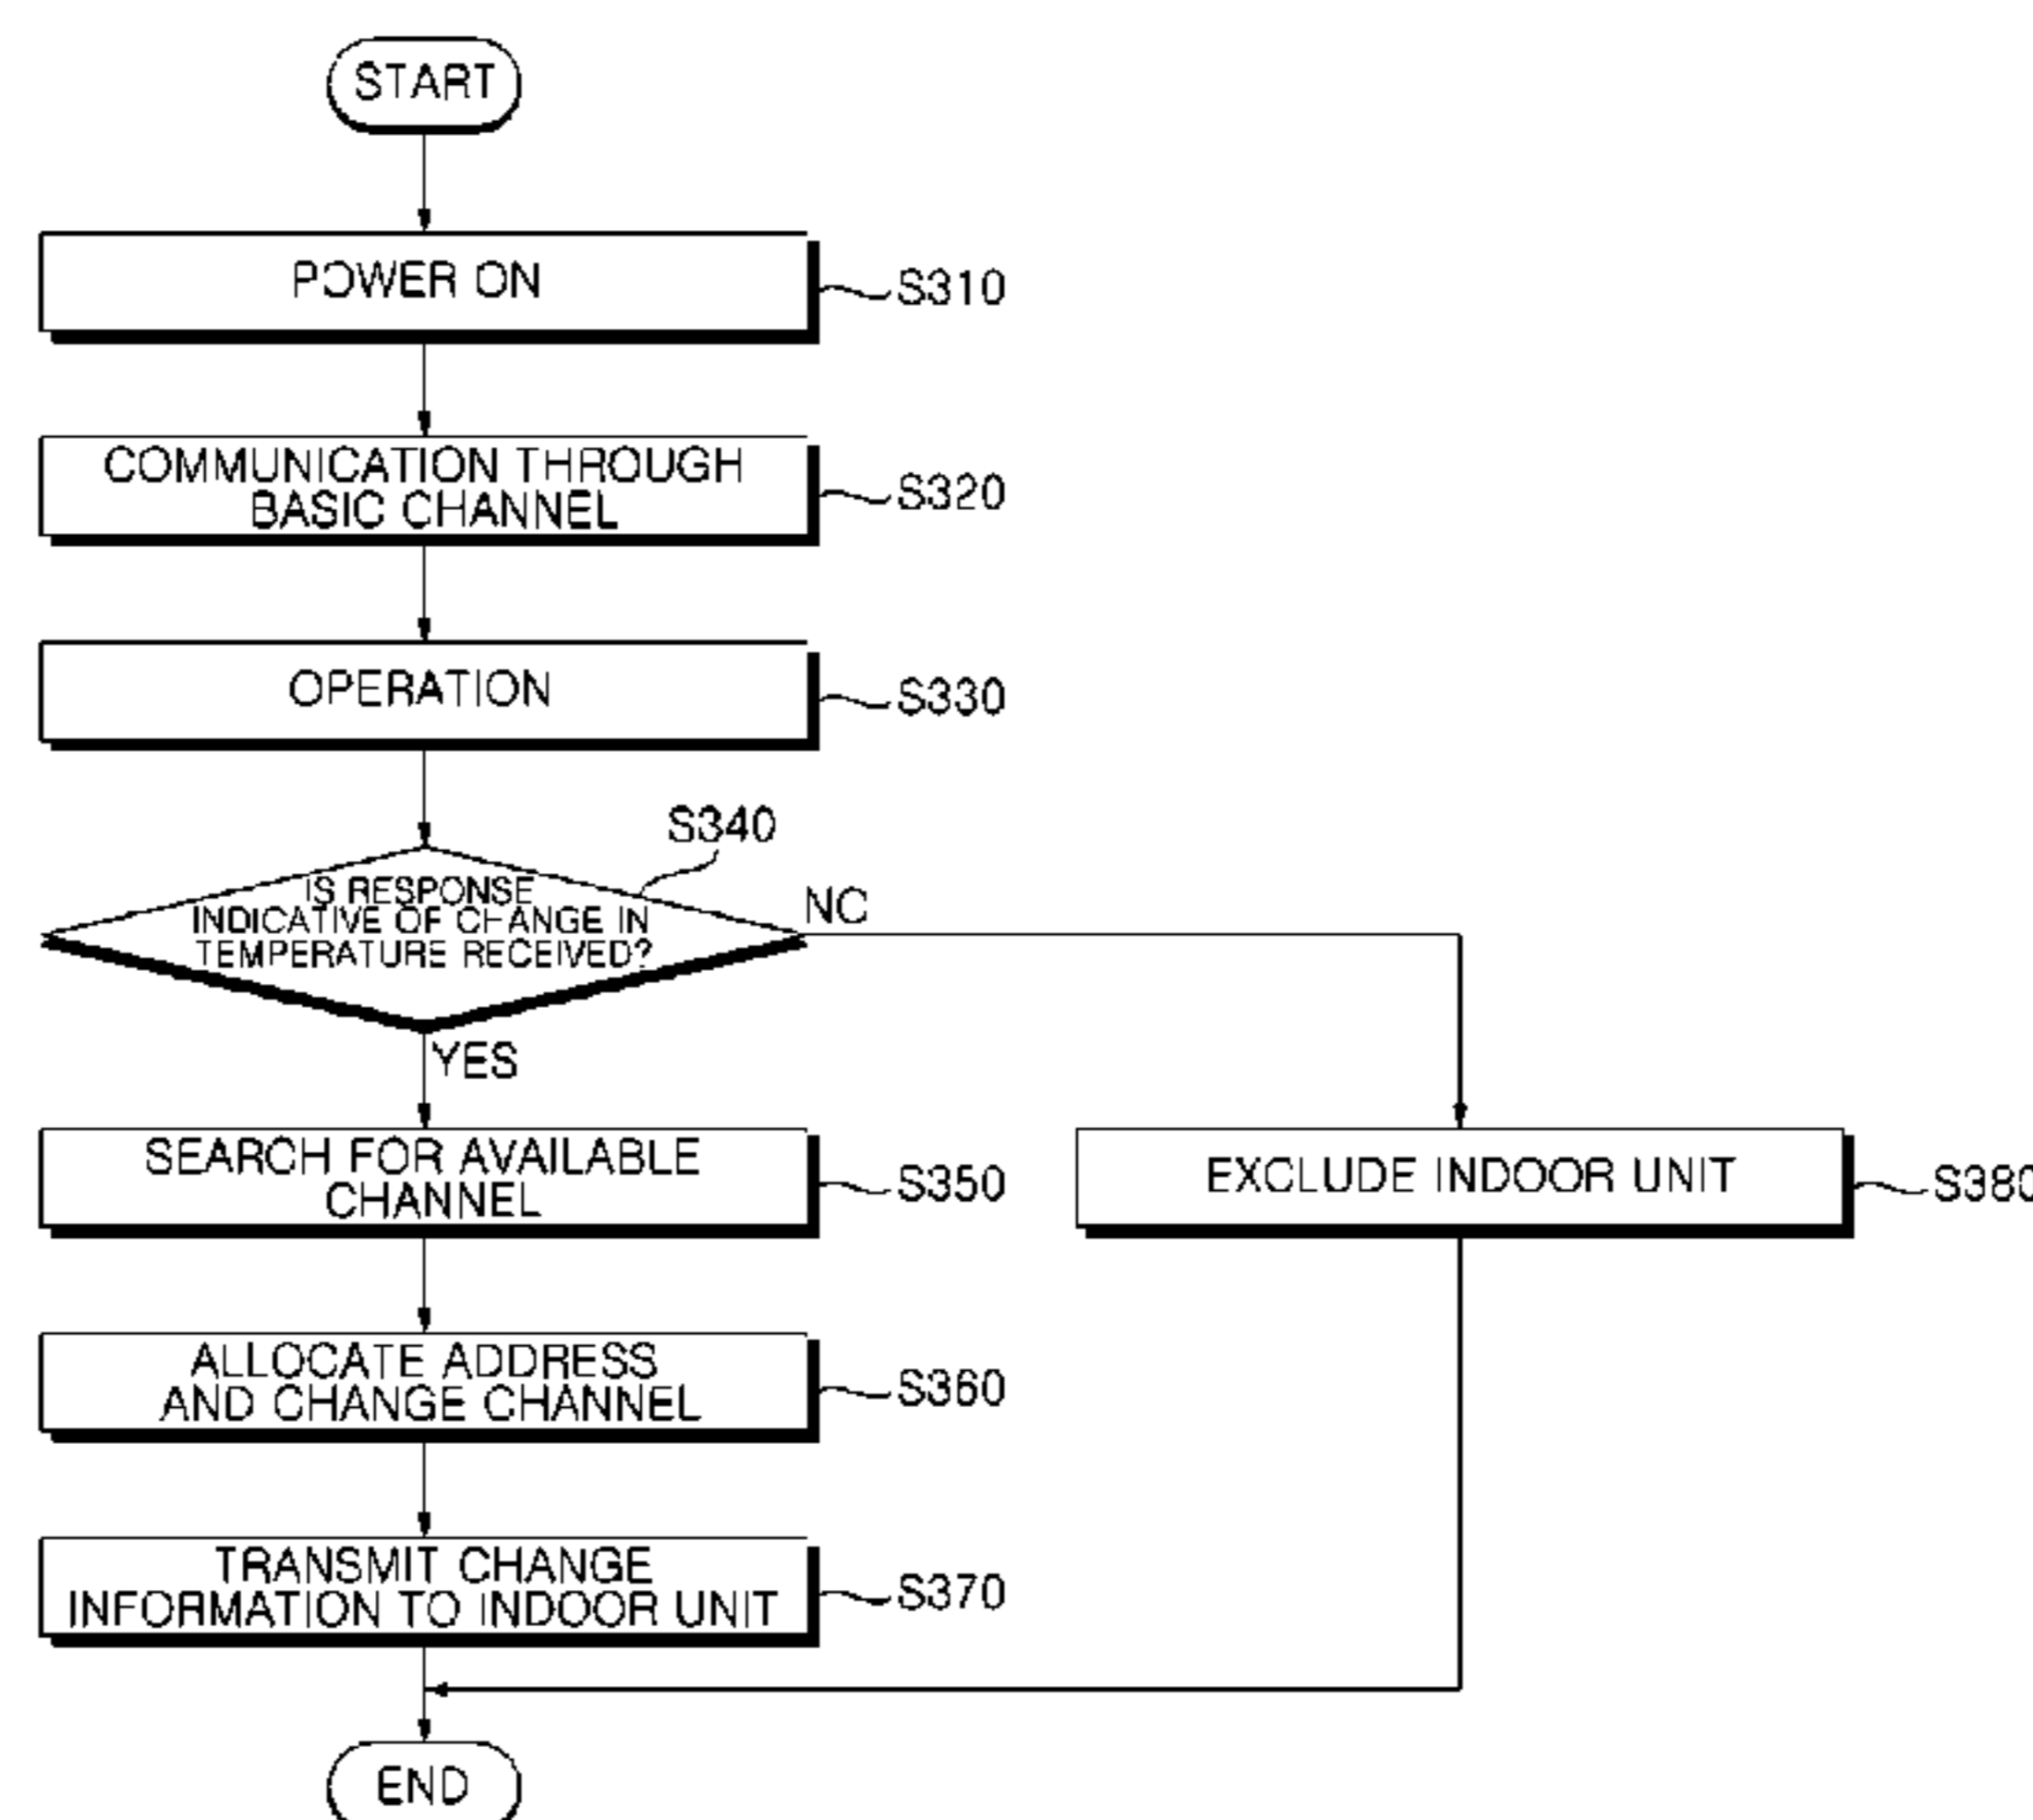 START
POWER ON
S310
COMMUNICATION THROUGH
BASIC CHANNEL
S320
OPERATION
S330
S340
IS RESPONSE
INDICATIVE OF CHANGE IN
TEMPERATURE RECEIVED?
NO
YES
SEARCH FOR AVAILABLE
CHANNEL
S350
EXCLUDE INDOOR UNIT
S380
ALLOCATE ADDRESS
AND CHANGE CHANNEL
S360
TRANSMIT CHANGE
INFORMATION TO INDOOR UNIT
S370
END